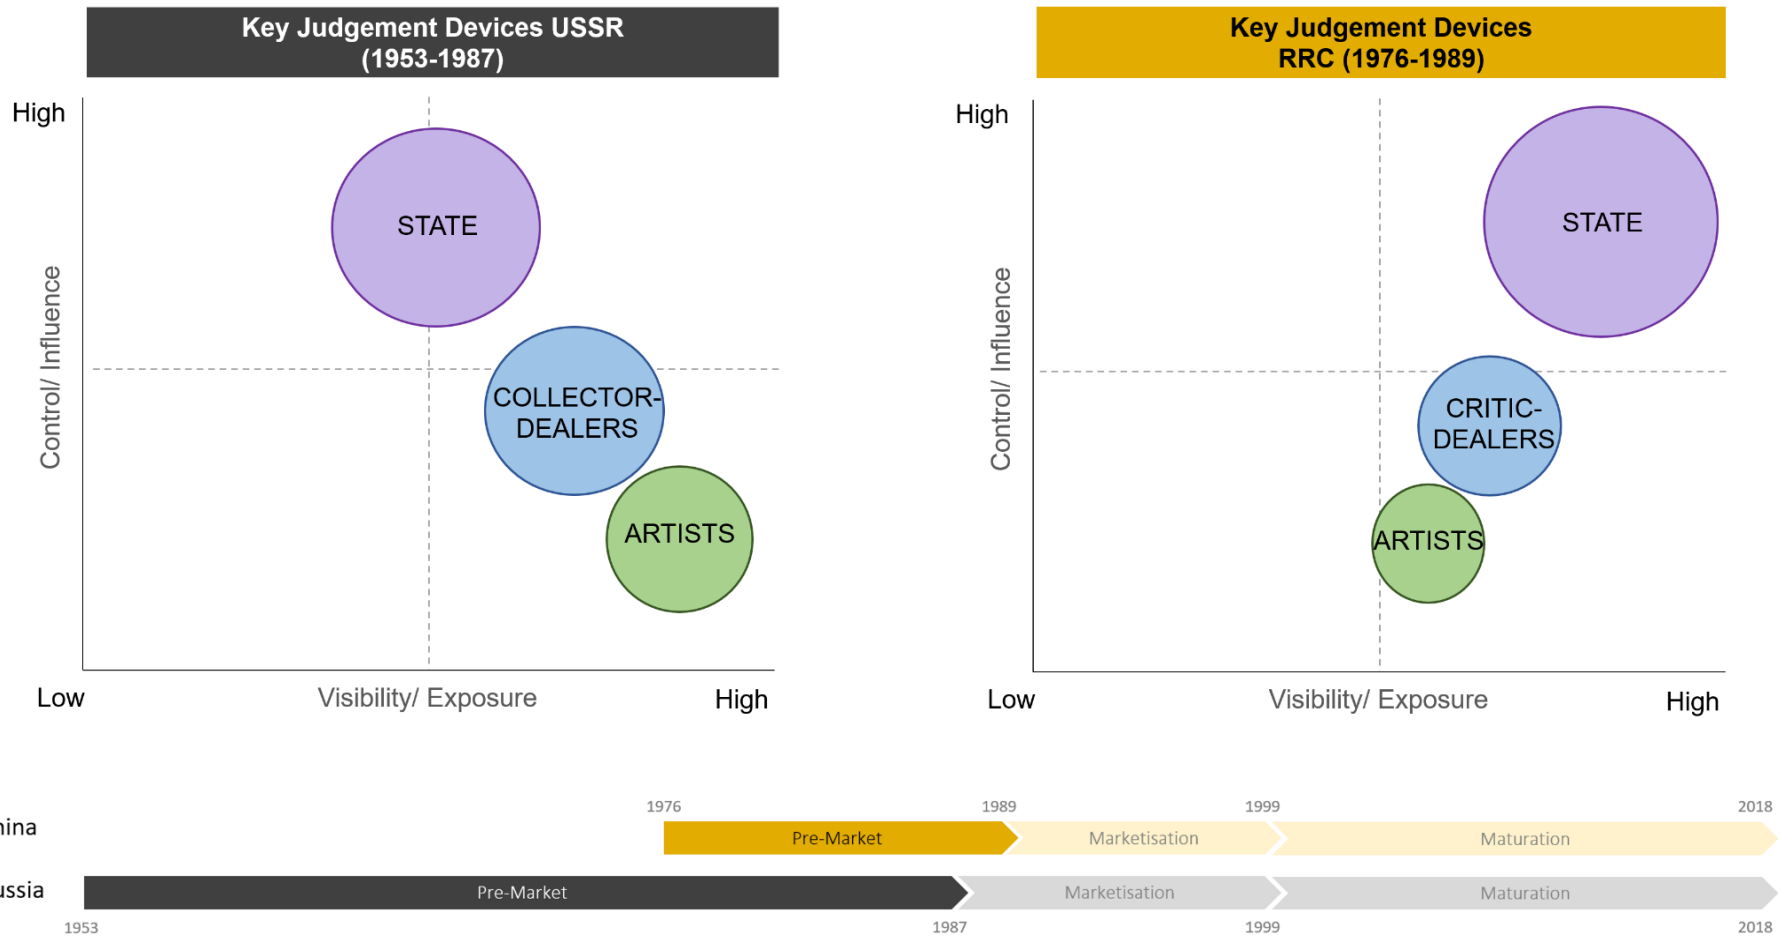 Key Judgement Devices USSR
(1953-1987)
High
Control/ Influence
STATE
COLLECTOR-
DEALERS
ARTISTS
Low
Visibility/ Exposure
High
Key Judgement Devices
RRC (1976-1989)
High
Control/ Influence
STATE
CRITIC-
DEALERS
ARTISTS
Low
Visibility/ Exposure
High
1976
1989
1999
2018
hina
Pre-Market
Marketisation
Maturation
ussia
Pre-Market
Marketisation
Maturation
1953
1987
1999
2018